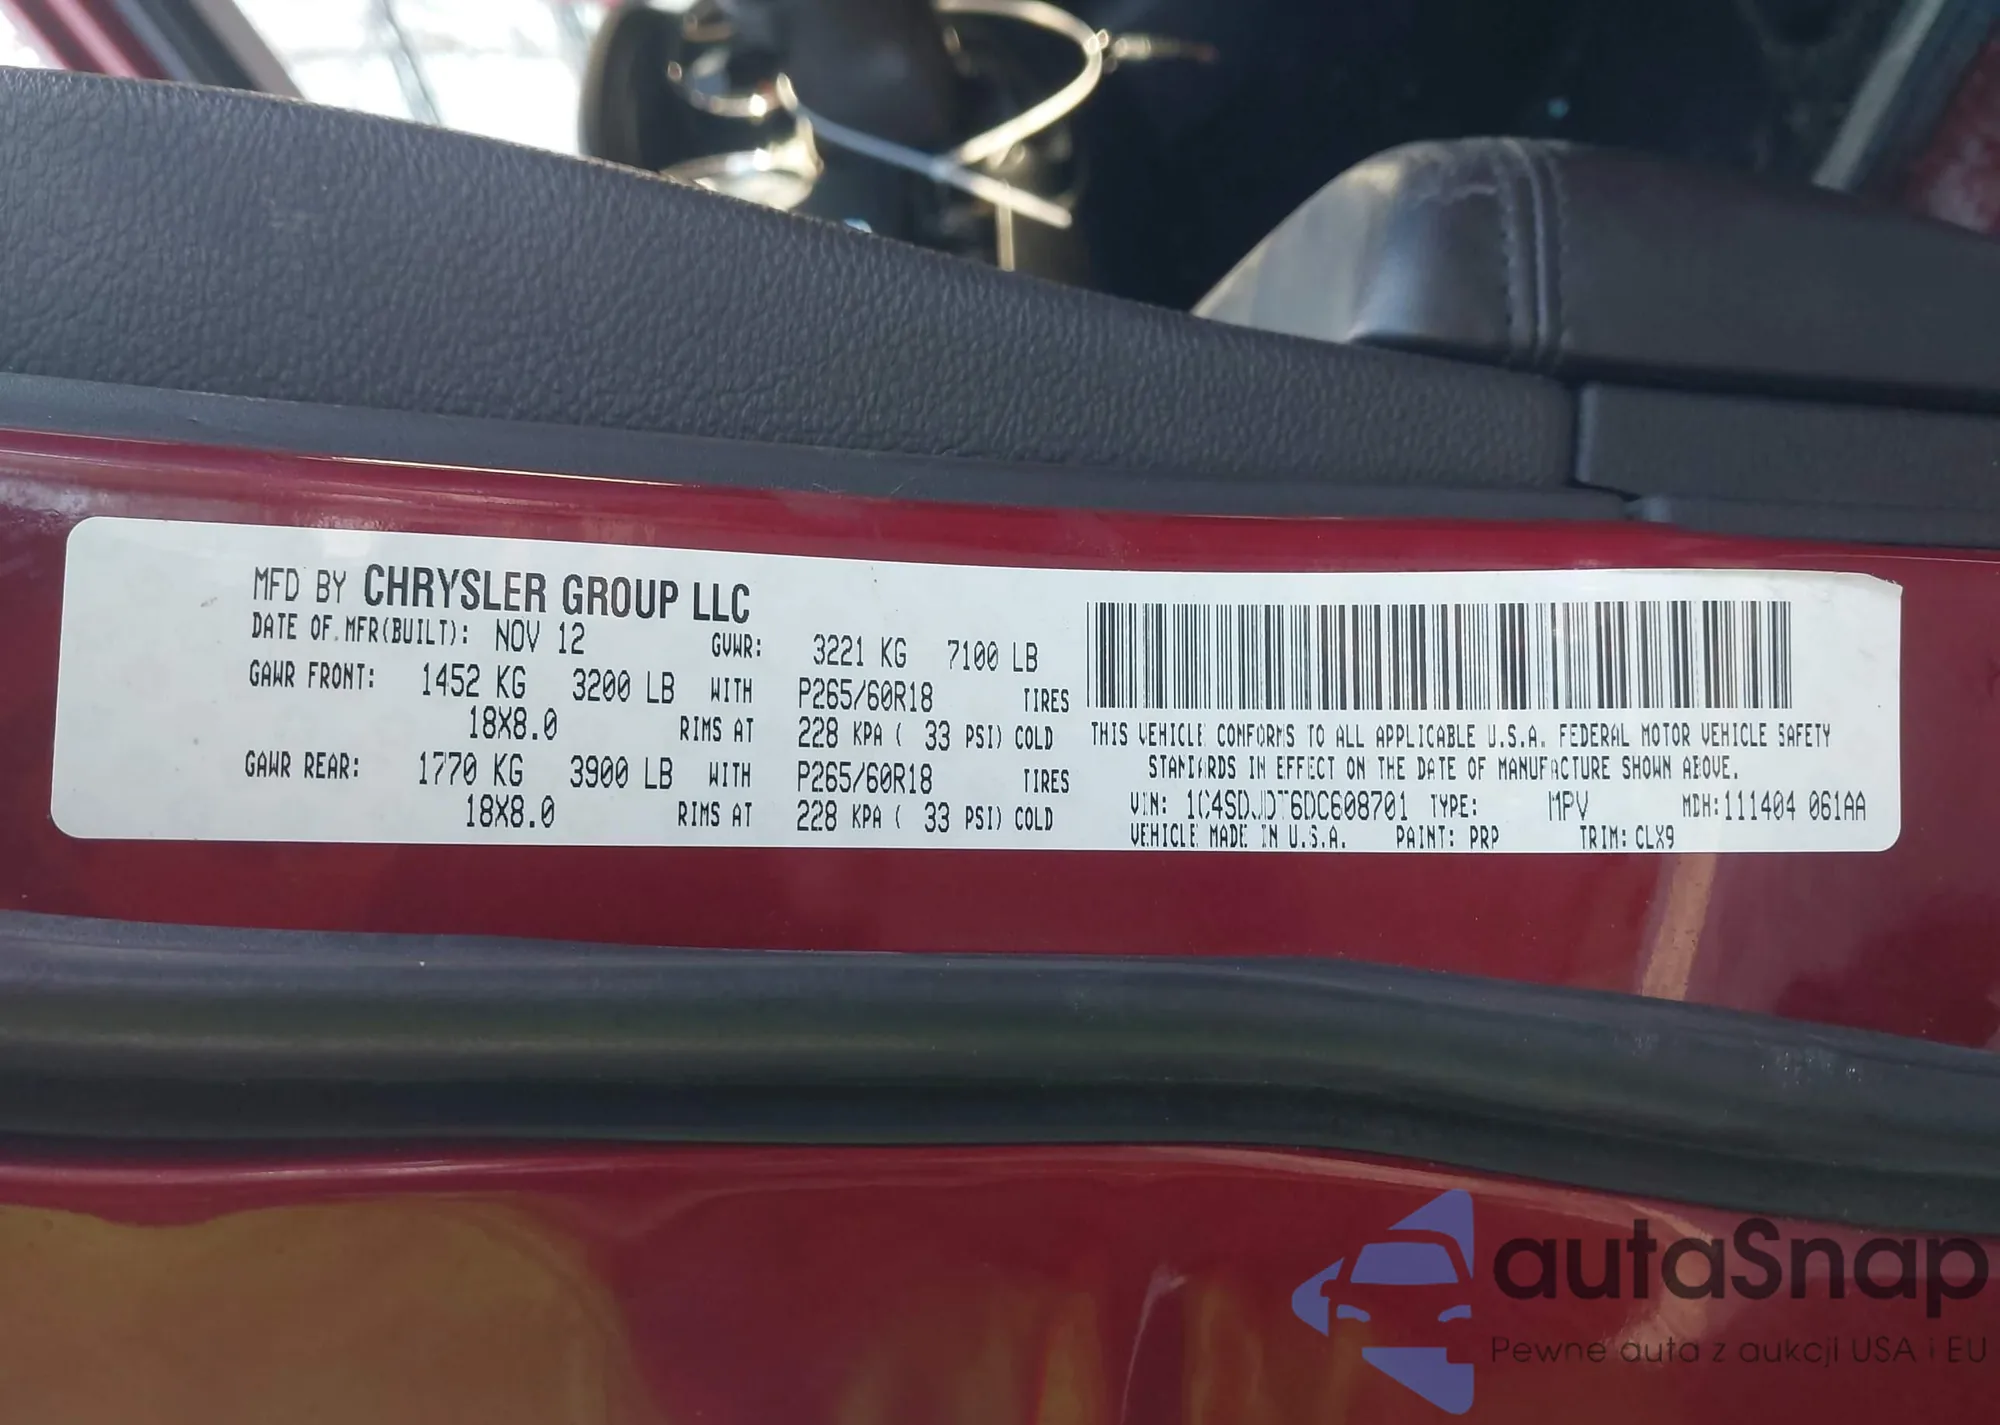 MFD BY CHRYSLER GROUP LLC
DATE OF MFR(BUILT): NOV 12 GVWR: 3221 KG 7100 LB
GAWR FRONT: 1452 KG 3200 LB WITH P265/60R18 TIRES
18X8.0 RIMS AT 228 KPA ( 33 PSI) COLD
GAWR REAR: 1770 KG 3900 LB WITH P265/60R18 TIRES
18X8.0 RIMS AT 228 KPA ( 33 PSI) COLD
THIS VEHICLE CONFORMS TO ALL APPLICABLE U.S.A. FEDERAL MOTOR VEHICLE SAFETY
STANDARDS IN EFFECT ON THE DATE OF MANUFACTURE SHOWN ABOVE.
VIN: 1C4SDJDT6DC608701 TYPE: MPV MDH:111404 061AA
VEHICLE MADE IN U.S.A. PAINT: PRP TRIM: CLX9
autaSnap
Pewne auta z aukcji USA i EU